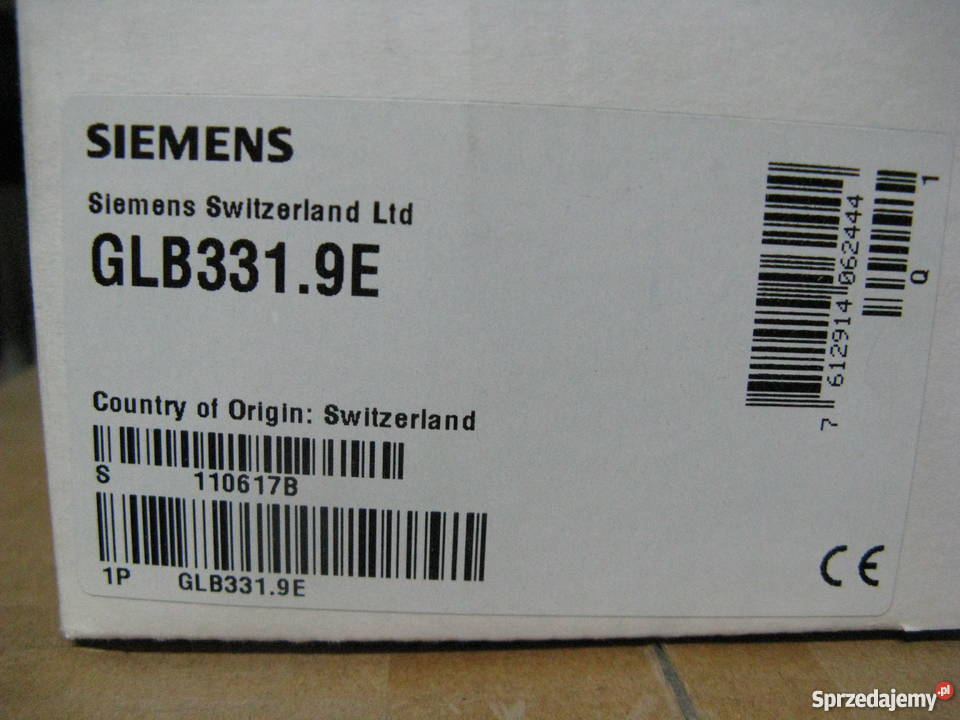 SIEMENS
Siemens Switzerland Ltd
GLB331.9E
Country of Origin: Switzerland
S 110617B
1P GLB331.9E
7 612914 062444
Q 1
CE
Sprzedajemy.pl